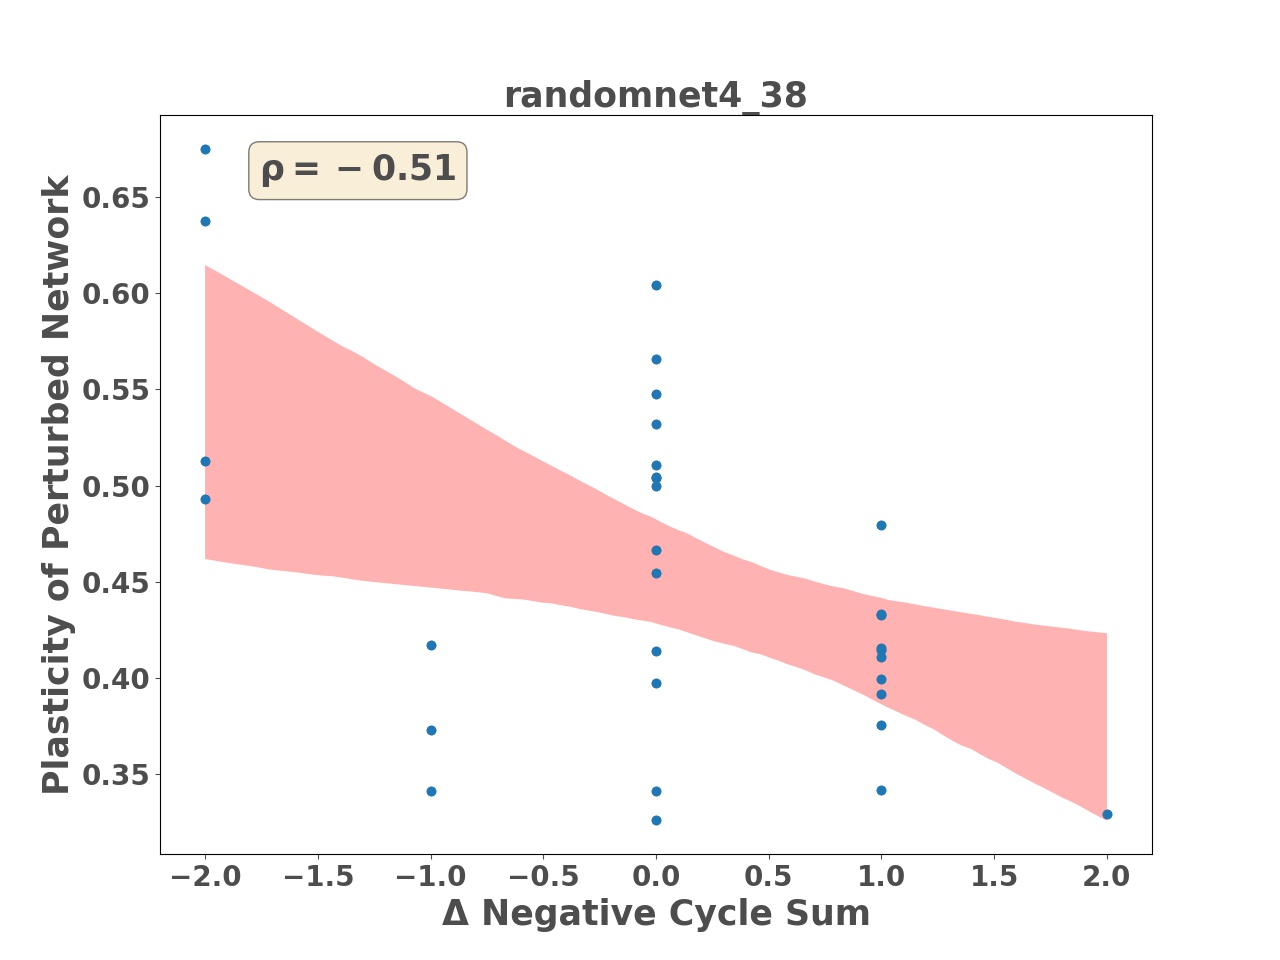 randomnet4_38
ρ = − 0.51
Plasticity of Perturbed Network
0.65
0.60
0.55
0.50
0.45
0.40
0.35
−2.0 −1.5 −1.0 −0.5 0.0 0.5 1.0 1.5 2.0
Δ Negative Cycle Sum